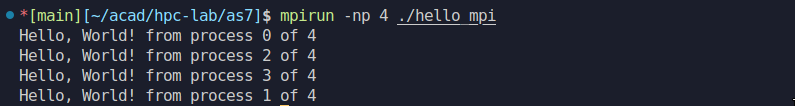 *[main][~/acad/hpc-lab/as7]$ mpirun -np 4 ./hello_mpi
Hello, World! from process 0 of 4
Hello, World! from process 2 of 4
Hello, World! from process 3 of 4
Hello, World! from process 1 of 4